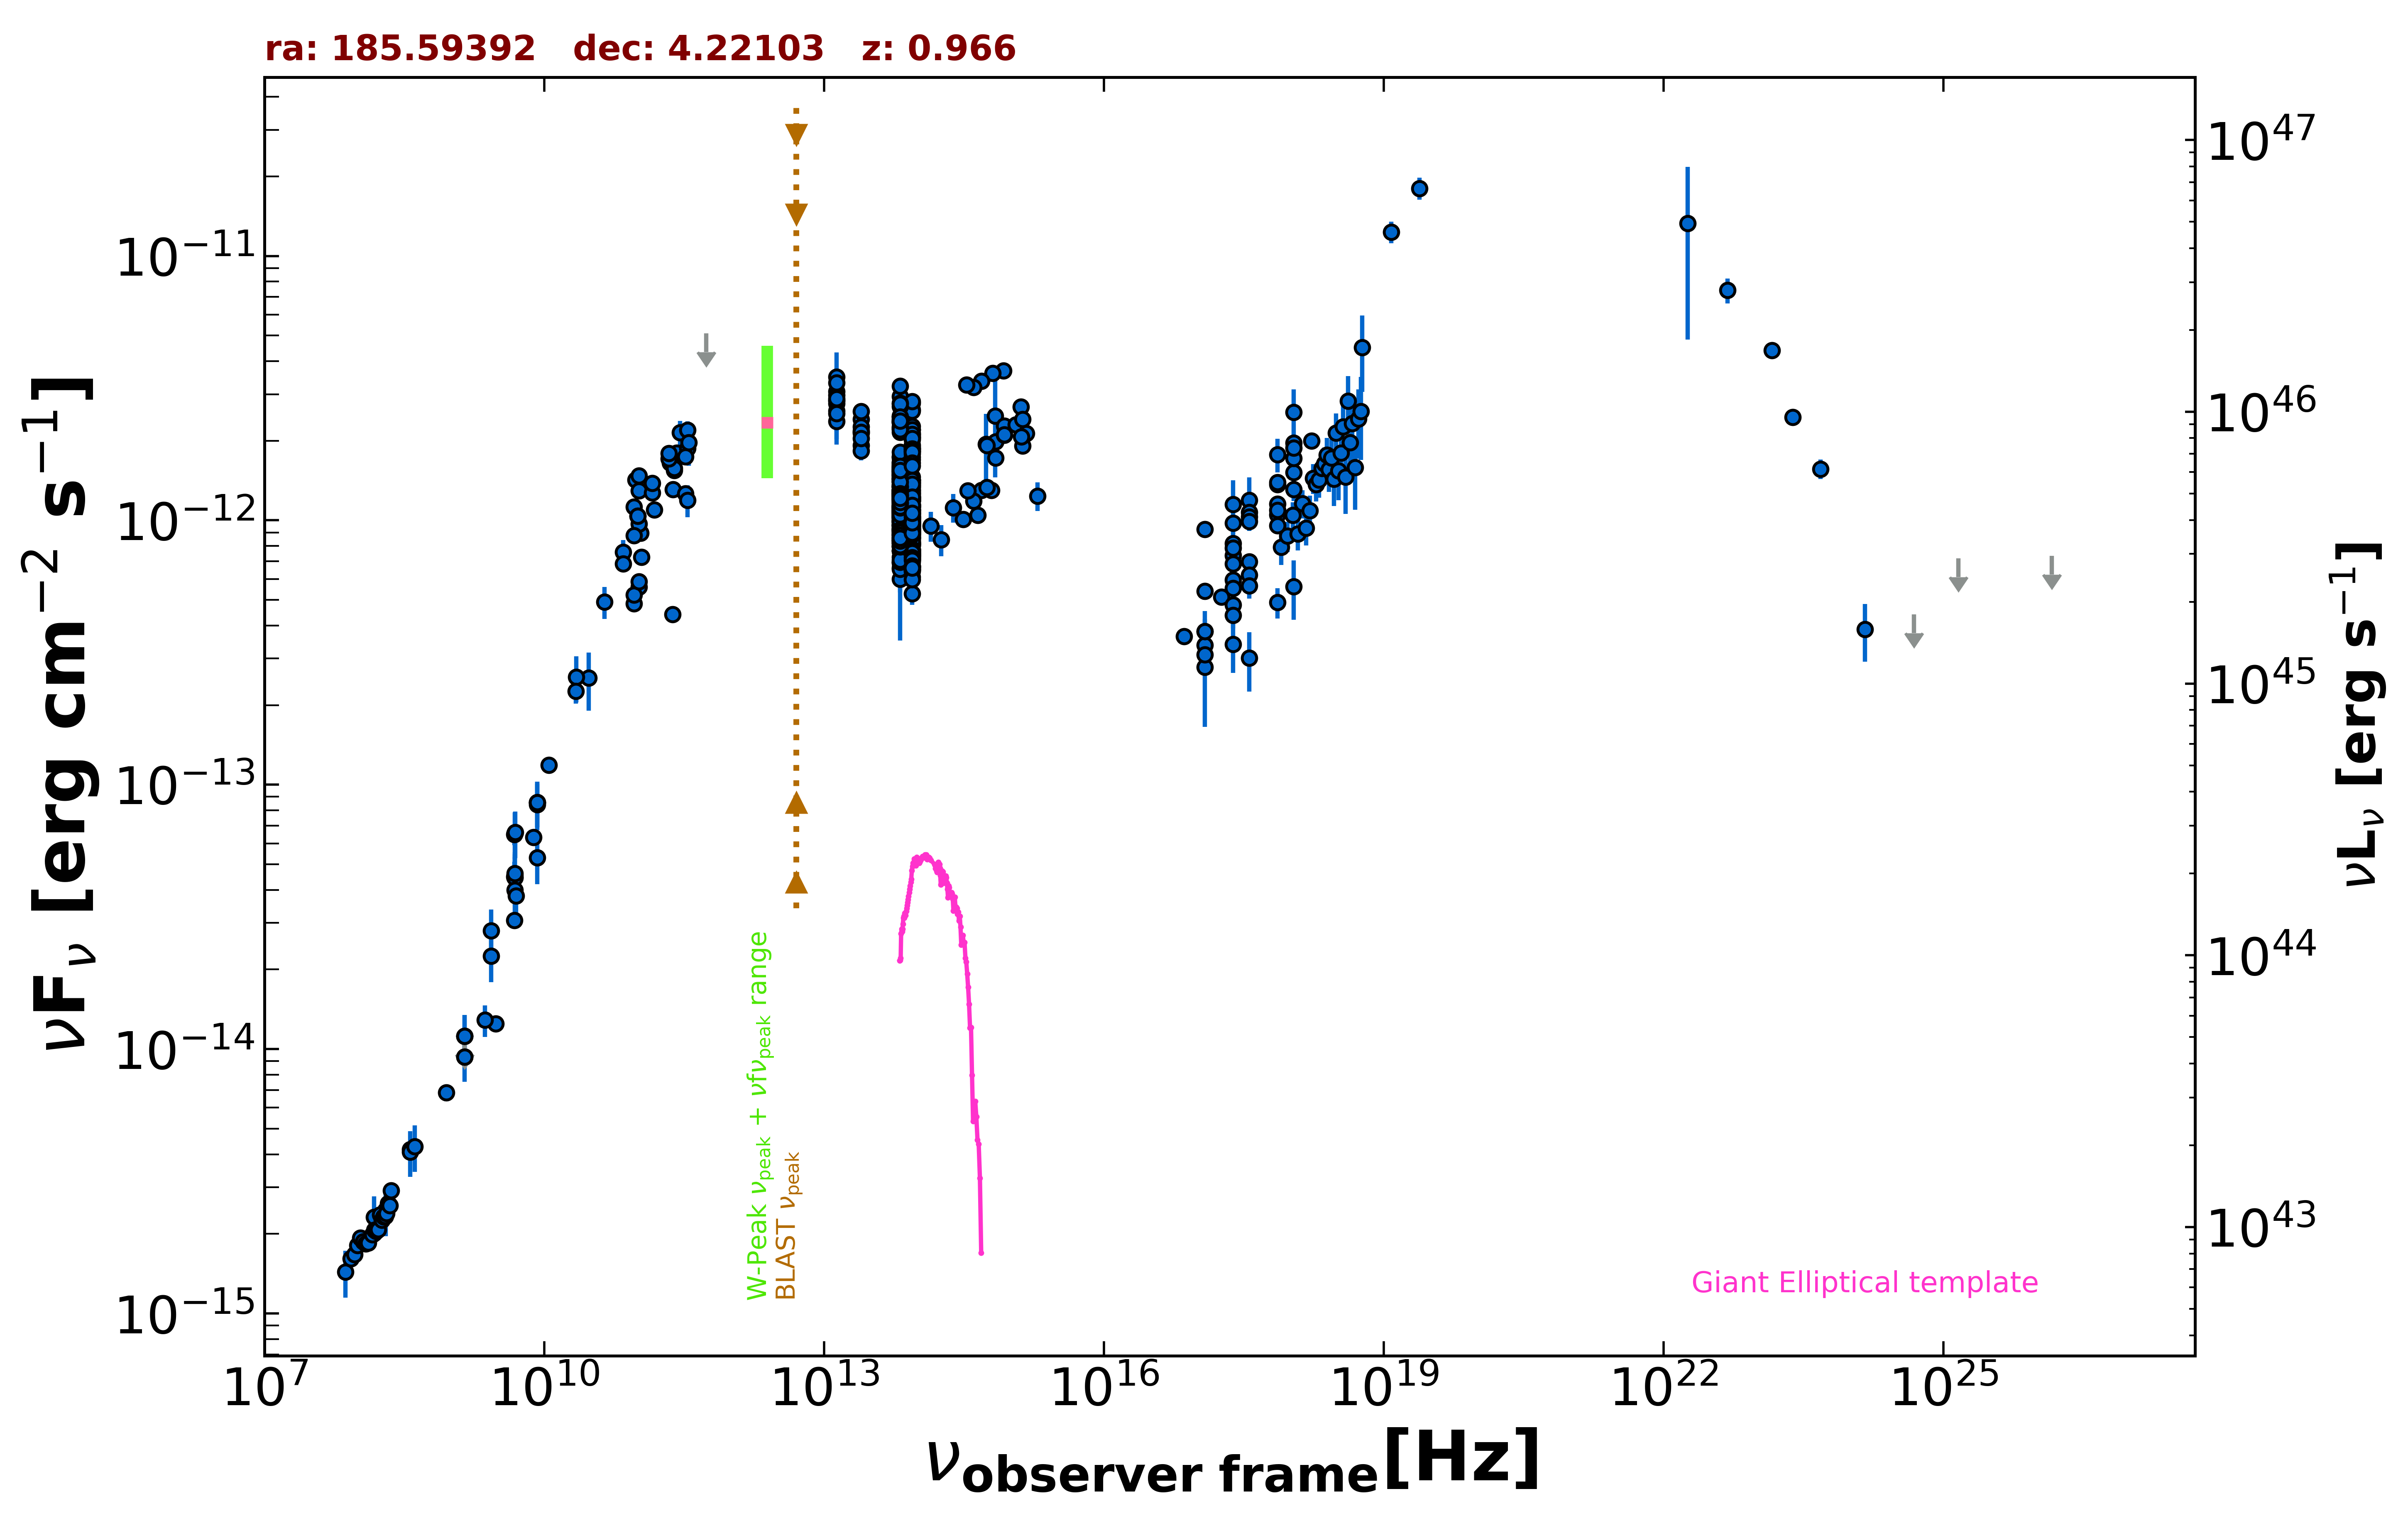 ra: 185.59392 dec: 4.22103 z: 0.966
νF_ν [erg cm^−2 s^−1]
10^−11
10^−12
10^−13
10^−14
10^−15
10^47
10^46
10^45
10^44
10^43
νL_ν [erg s^−1]
W-Peak ν_peak + νfν_peak range
BLAST ν_peak
Giant Elliptical template
10^7 10^10 10^13 10^16 10^19 10^22 10^25
ν_observer frame [Hz]